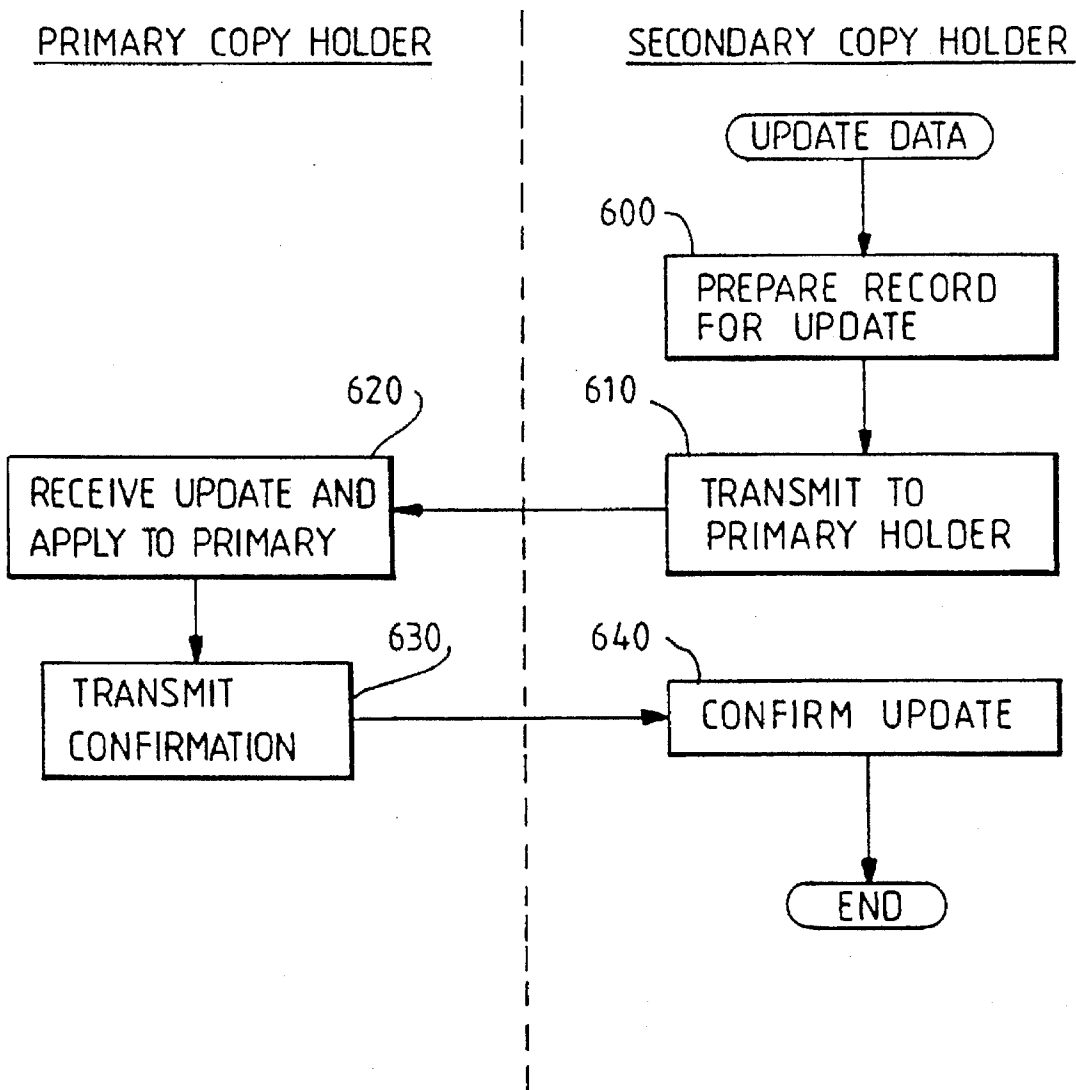 PRIMARY COPY HOLDER
SECONDARY COPY HOLDER
UPDATE DATA
600
PREPARE RECORD
FOR UPDATE
610
TRANSMIT TO
PRIMARY HOLDER
620
RECEIVE UPDATE AND
APPLY TO PRIMARY
630
TRANSMIT
CONFIRMATION
640
CONFIRM UPDATE
END